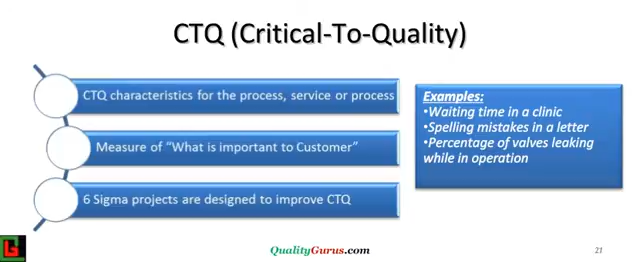 CTQ (Critical-To-Quality)
CTQ characteristics for the process, service or process
Measure of “What is important to Customer”
6 Sigma projects are designed to improve CTQ
Examples:
•Waiting time in a clinic
•Spelling mistakes in a letter
•Percentage of valves leaking
while in operation
QualityGurus.com
21